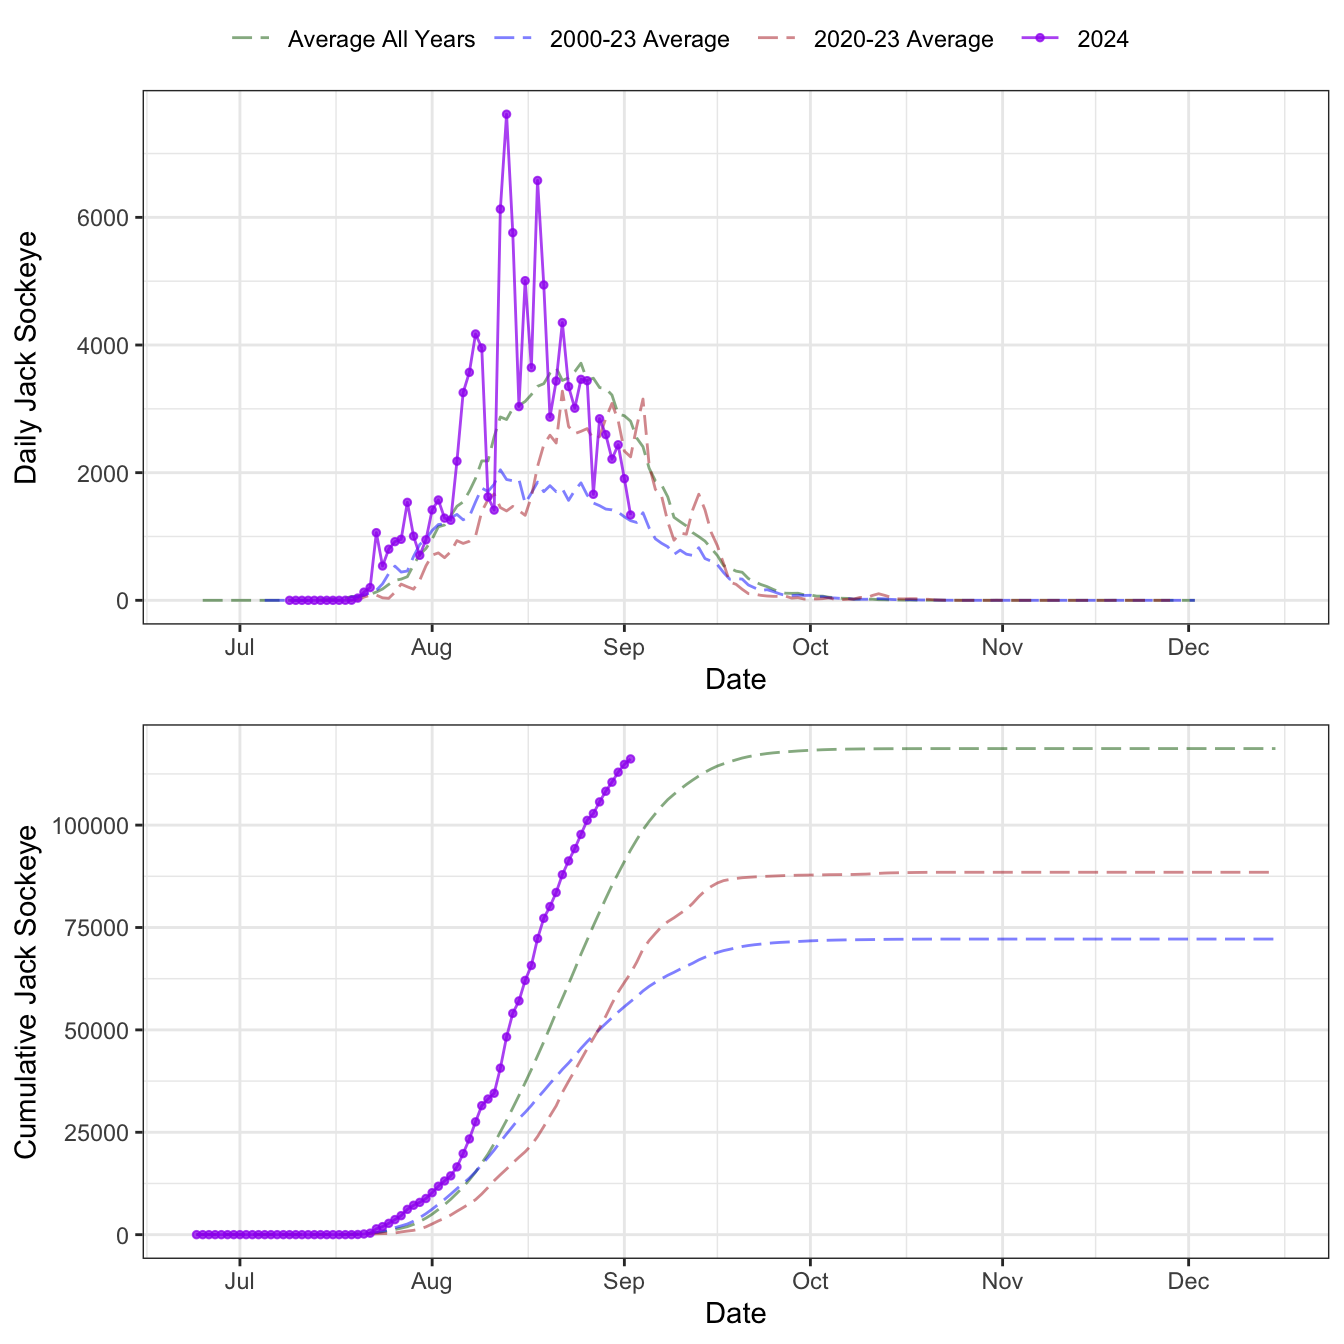 Average All Years 2000-23 Average 2020-23 Average 2024
Daily Jack Sockeye
6000
4000
2000
0
Jul Aug Sep Oct Nov Dec
Date
Cumulative Jack Sockeye
100000
75000
50000
25000
0
Jul Aug Sep Oct Nov Dec
Date